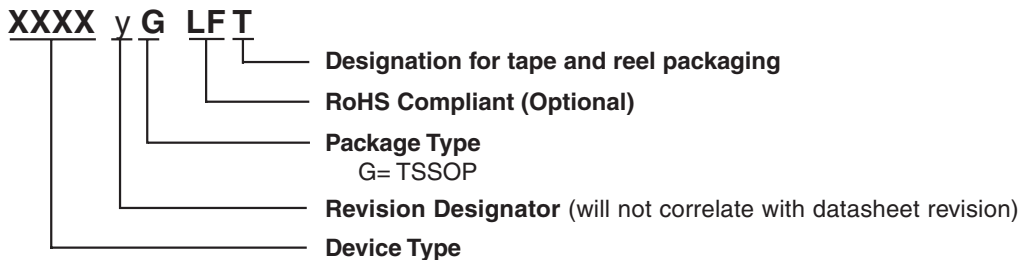 XXXX y G LF T
Designation for tape and reel packaging
RoHS Compliant (Optional)
Package Type
G= TSSOP
Revision Designator (will not correlate with datasheet revision)
Device Type